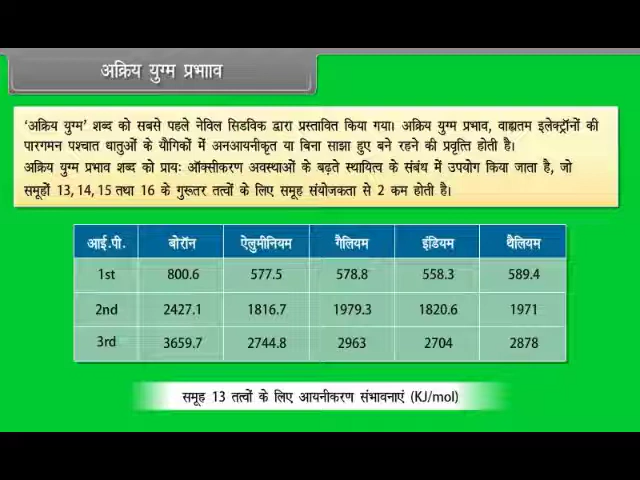 अक्रिय युग्म प्रभााव
‘अक्रिय युग्म’ शब्द को सबसे पहले नेविल सिडविक द्वारा प्रस्तावित किया गया। अक्रिय युग्म प्रभाव, वाह्यतम इलेक्ट्रॉनों की
पारगमन पश्चात धातुओं के यौगिकों में अनआयनीकृत या बिना साझा हुए बने रहने की प्रवृत्ति होती है।
अक्रिय युग्म प्रभाव शब्द को प्रायः ऑक्सीकरण अवस्थाओं के बढ़ते स्थायित्व के संबंध में उपयोग किया जाता है, जो
समूहों 13, 14, 15 तथा 16 के गुरूतर तत्वों के लिए समूह संयोजकता से 2 कम होती है।
आई.पी. बोरॉन ऐलुमीनियम गैलियम इंडियम थैलियम
1st 800.6 577.5 578.8 558.3 589.4
2nd 2427.1 1816.7 1979.3 1820.6 1971
3rd 3659.7 2744.8 2963 2704 2878
समूह 13 तत्वों के लिए आयनीकरण संभावनाएं (KJ/mol)